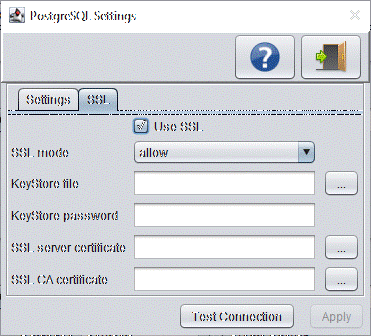 PostgreSQL Settings
Settings SSL
Use SSL
SSL mode allow
KeyStore file ...
KeyStore password
SSL server certificate ...
SSL CA certificate ...
Test Connection Apply